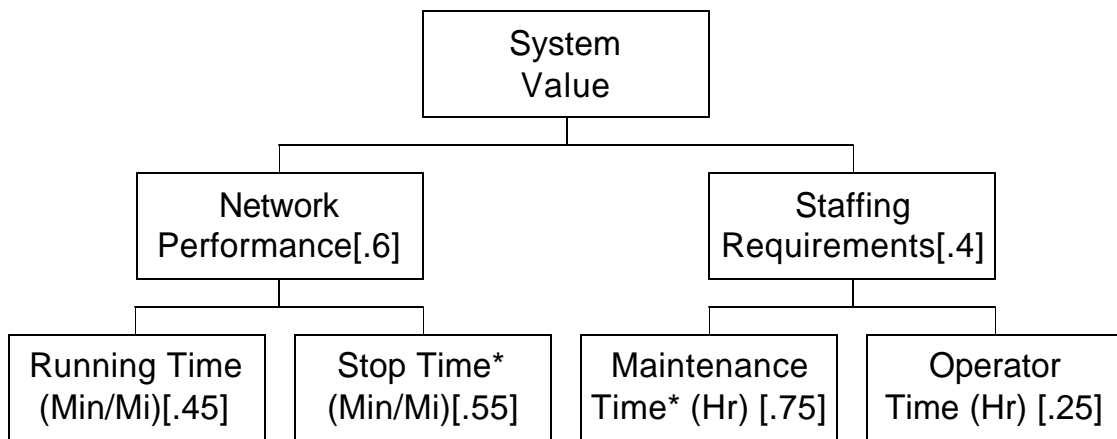 System
Value
Network
Performance[.6]
Staffing
Requirements[.4]
Running Time
(Min/Mi)[.45]
Stop Time*
(Min/Mi)[.55]
Maintenance
Time* (Hr) [.75]
Operator
Time (Hr) [.25]